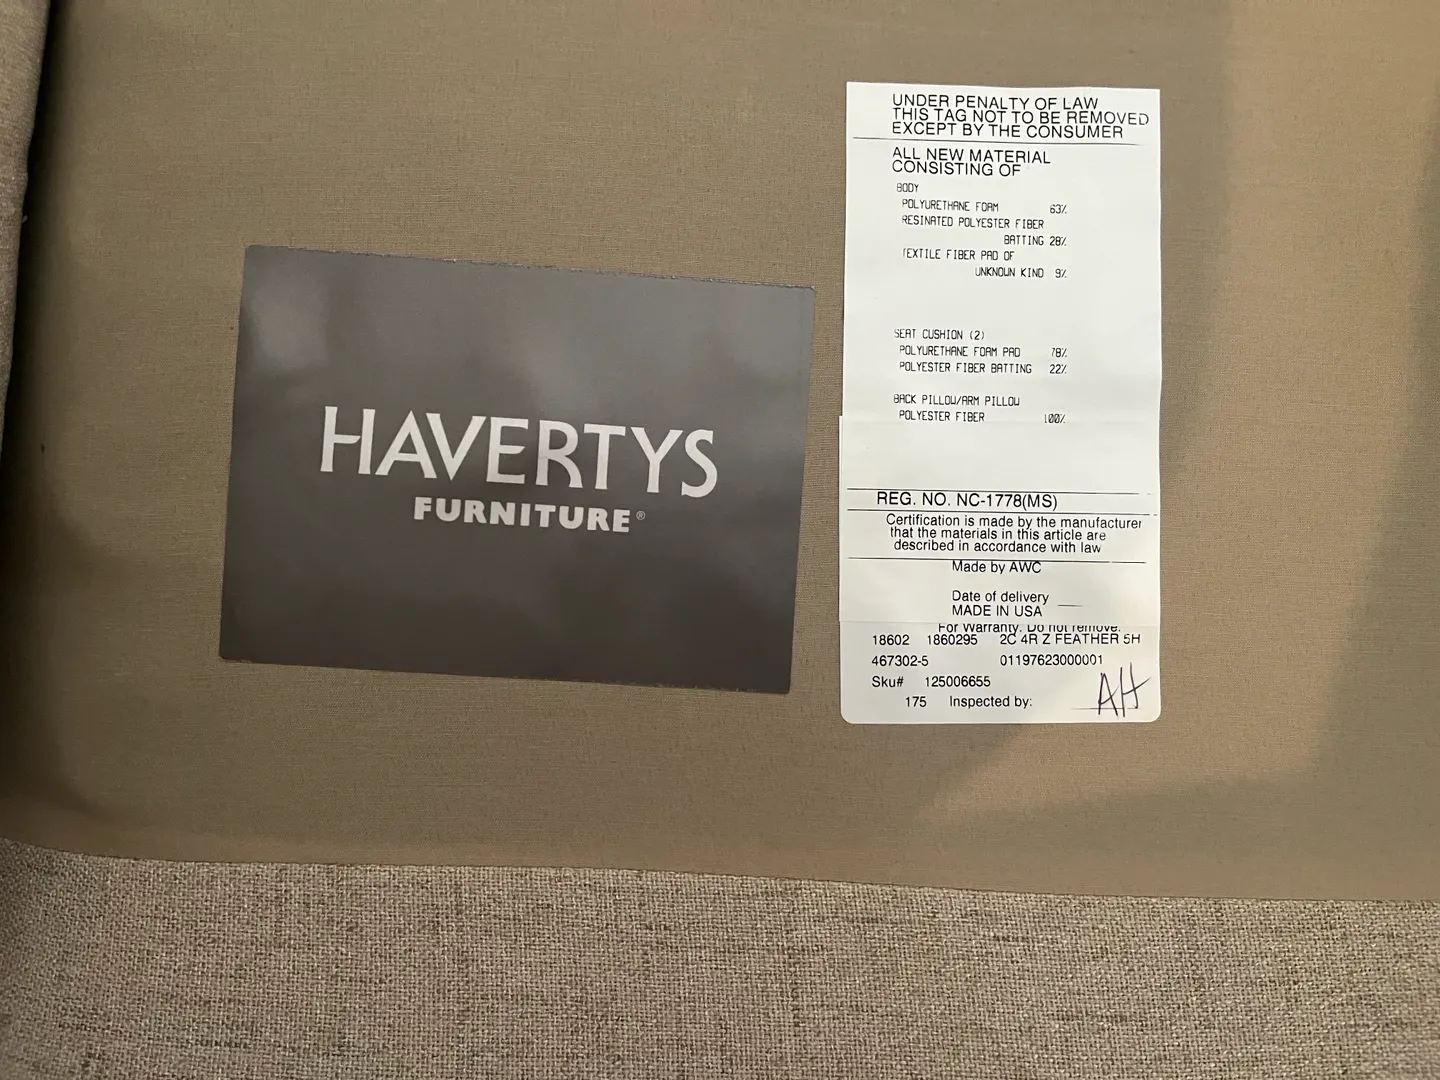 HAVERTYS
FURNITURE®
UNDER PENALTY OF LAW
THIS TAG NOT TO BE REMOVED
EXCEPT BY THE CONSUMER
ALL NEW MATERIAL
CONSISTING OF
BODY
POLYURETHANE FOAM 63%
RESINATED POLYESTER FIBER
BATTING 28%
TEXTILE FIBER PAD OF
UNKNOWN KIND 9%
SEAT CUSHION (2)
POLYURETHANE FOAM PAD 78%
POLYESTER FIBER BATTING 22%
BACK PILLOW/ARM PILLOW
POLYESTER FIBER 100%
REG. NO. NC-1778(MS)
Certification is made by the manufacturer
that the materials in this article are
described in accordance with law
Made by AWC
Date of delivery
MADE IN USA
For Warranty. Do not remove.
18602 1860295 2C 4R Z FEATHER SH
467302-5 01197623000001
Sku# 125006655
175 Inspected by: AH